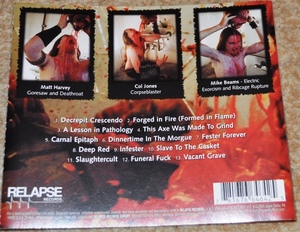 Matt Harvey
Goresaw and Deathroat
Col Jones
Corpseblaster
Mike Beams - Electric
Exorcism and Ribcage Rupture
1. Decrepit Crescendo 2. Forged in Fire (Formed in Flame)
3. A Lesson in Pathology 4. This Axe Was Made To Grind
5. Carnal Epitaph 6. Dinnertime In The Morgue 7. Fester Forever
8. Deep Red 9. Infester 10. Slave To The Gasket
11. Slaughtercult 12. Funeral Fuck 13. Vacant Grave
RELAPSE
RECORDS